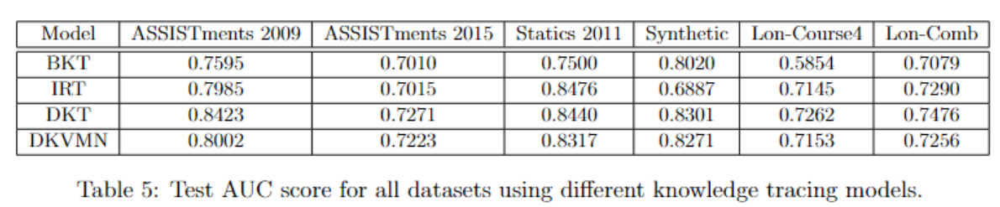 Model ASSISTments 2009 ASSISTments 2015 Statics 2011 Synthetic Lon-Course4 Lon-Comb
BKT 0.7595 0.7010 0.7500 0.8020 0.5854 0.7079
IRT 0.7985 0.7015 0.8476 0.6887 0.7145 0.7290
DKT 0.8423 0.7271 0.8440 0.8301 0.7262 0.7476
DKVMN 0.8002 0.7223 0.8317 0.8271 0.7153 0.7256
Table 5: Test AUC score for all datasets using different knowledge tracing models.